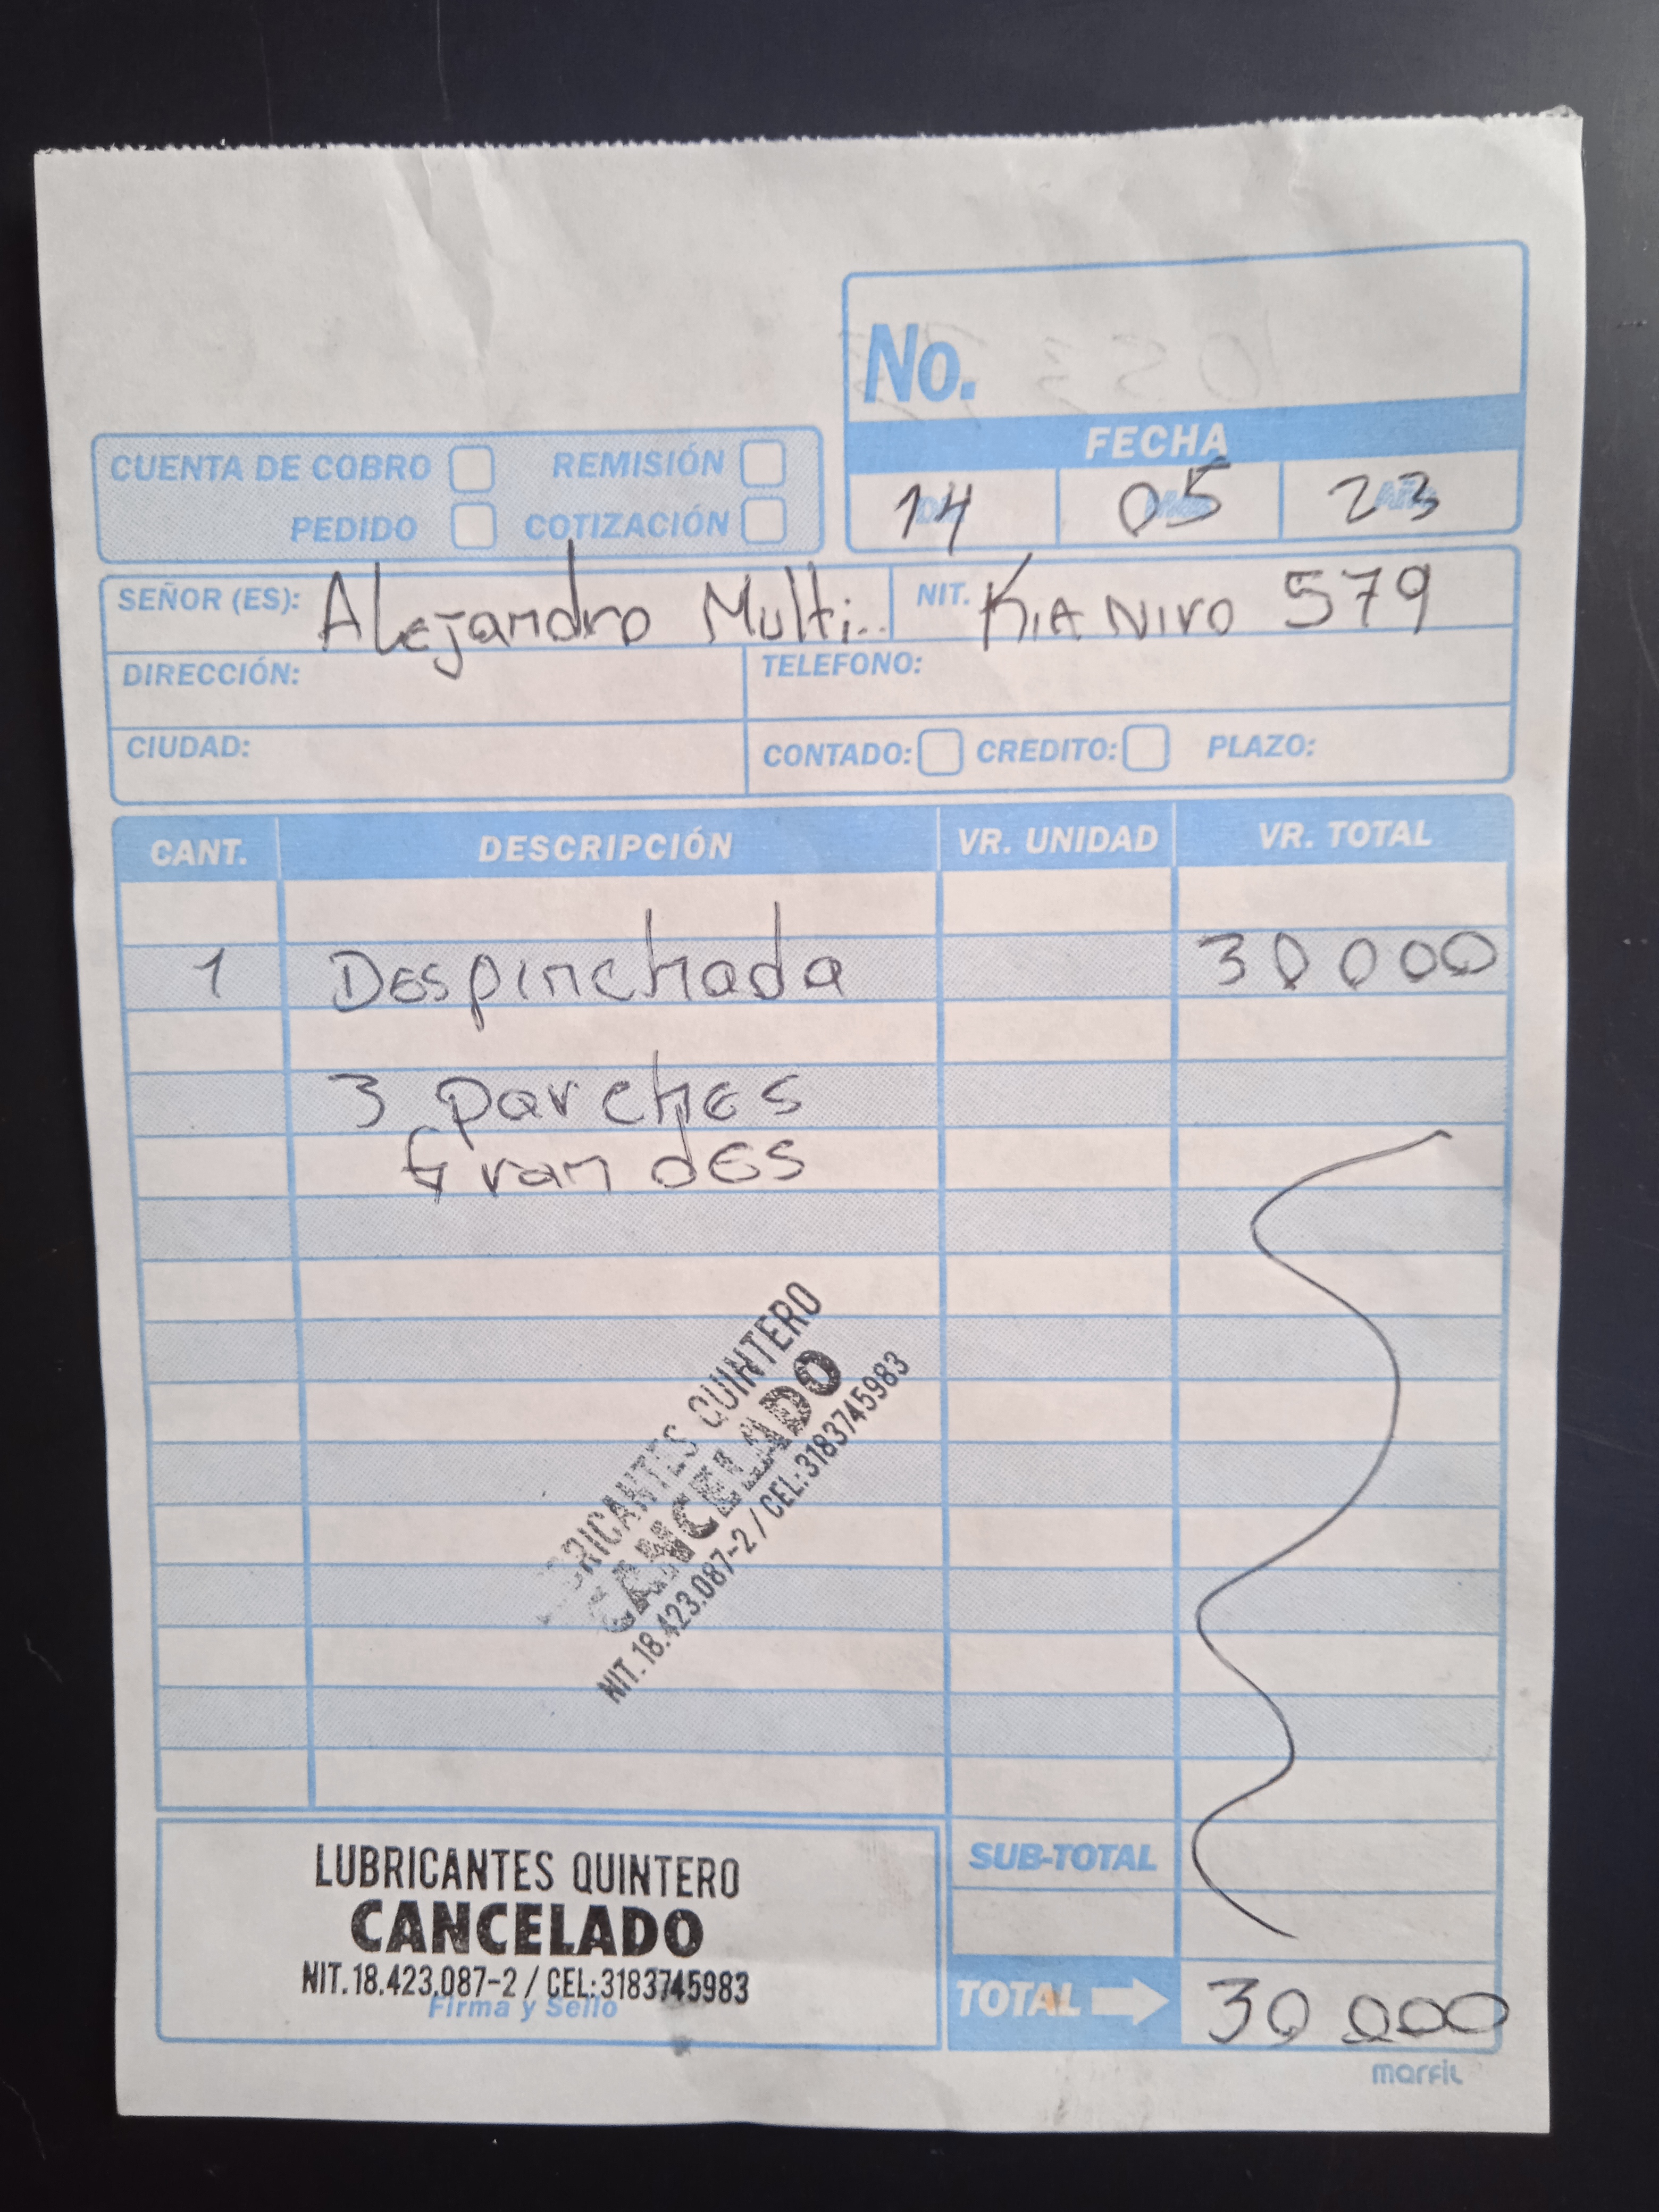 No.
FECHA
14 05 23
CUENTA DE COBRO REMISIÓN
PEDIDO COTIZACIÓN
SEÑOR (ES): Alejandro Multi.. NIT. KIA NIVO 579
DIRECCIÓN: TELEFONO:
CIUDAD: CONTADO: CREDITO: PLAZO:
CANT. DESCRIPCIÓN VR. UNIDAD VR. TOTAL
1 Despinchada 30000
3 parches
Grandes
LUBRICANTES QUINTERO
CANCELADO
NIT.18.423.087-2 / CEL:3183745983
SUB-TOTAL
LUBRICANTES QUINTERO
CANCELADO
NIT.18.423.087-2 / CEL:3183745983
Firma y Sello
TOTAL 30 000
marfil